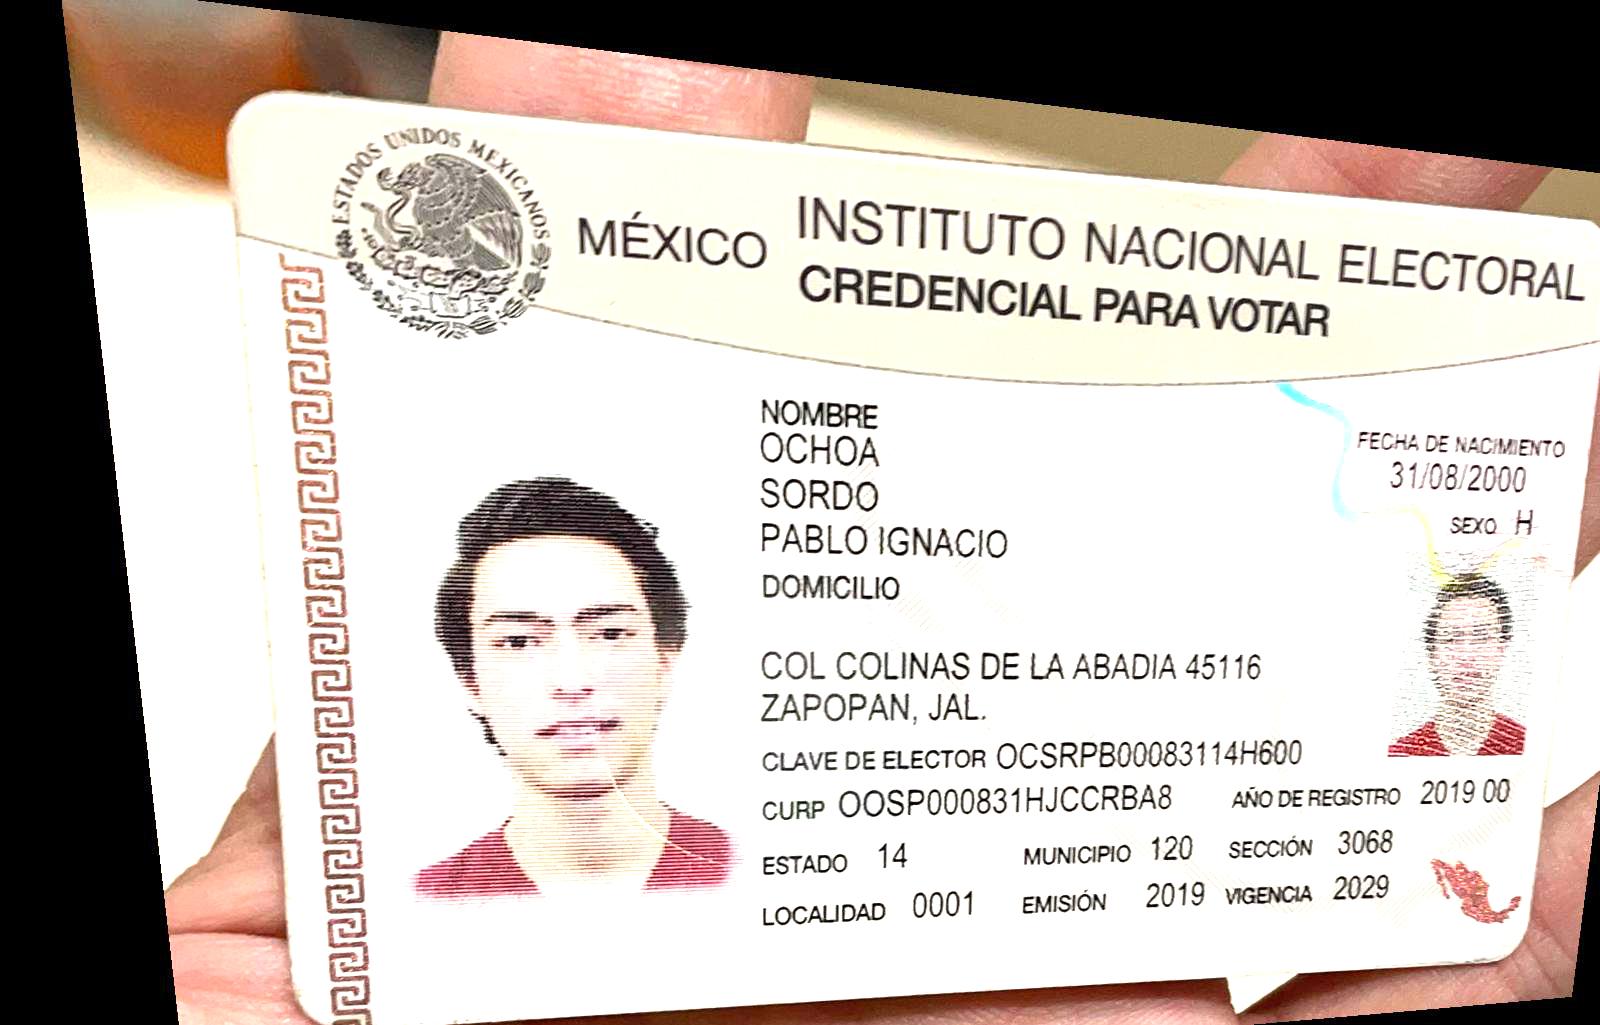 ESTADOS UNIDOS MEXICANOS
MÉXICO
INSTITUTO NACIONAL ELECTORAL
CREDENCIAL PARA VOTAR
NOMBRE
OCHOA
SORDO
PABLO IGNACIO
FECHA DE NACIMIENTO
31/08/2000
SEXO H
DOMICILIO
COL COLINAS DE LA ABADIA 45116
ZAPOPAN, JAL.
CLAVE DE ELECTOR OCSRPB00083114H600
CURP OOSP000831HJCCRBA8 AÑO DE REGISTRO 2019 00
ESTADO 14 MUNICIPIO 120 SECCIÓN 3068
LOCALIDAD 0001 EMISIÓN 2019 VIGENCIA 2029